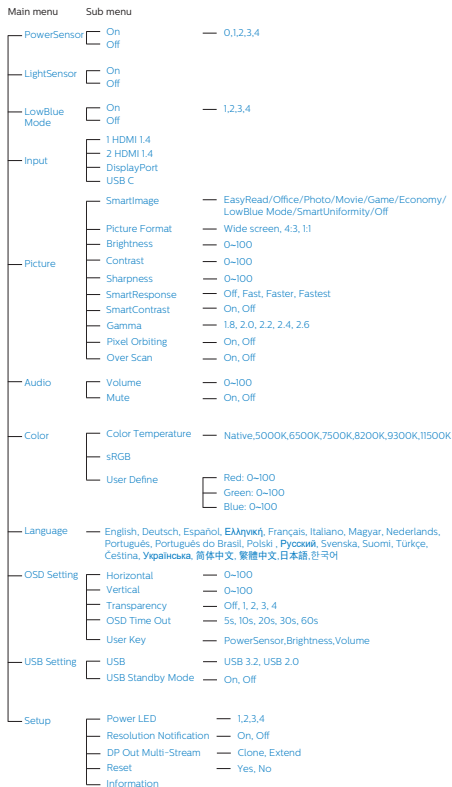 Main menu Sub menu
PowerSensor On 0,1,2,3,4
Off
LightSensor On
Off
LowBlue Mode On 1,2,3,4
Off
Input 1 HDMI 1.4
2 HDMI 1.4
DisplayPort
USB C
Picture SmartImage EasyRead/Office/Photo/Movie/Game/Economy/
LowBlue Mode/SmartUniformity/Off
Picture Format Wide screen, 4:3, 1:1
Brightness 0~100
Contrast 0~100
Sharpness 0~100
SmartResponse Off, Fast, Faster, Fastest
SmartContrast On, Off
Gamma 1.8, 2.0, 2.2, 2.4, 2.6
Pixel Orbiting On, Off
Over Scan On, Off
Audio Volume 0~100
Mute On, Off
Color Color Temperature Native,5000K,6500K,7500K,8200K,9300K,11500K
sRGB
User Define Red: 0~100
Green: 0~100
Blue: 0~100
Language English, Deutsch, Español, Ελληνική, Français, Italiano, Magyar, Nederlands,
Português, Português do Brasil, Polski , Русский, Svenska, Suomi, Türkçe,
Čeština, Українська, 简体中文, 繁體中文,日本語,한국어
OSD Setting Horizontal 0~100
Vertical 0~100
Transparency Off, 1, 2, 3, 4
OSD Time Out 5s, 10s, 20s, 30s, 60s
User Key PowerSensor,Brightness,Volume
USB Setting USB USB 3.2, USB 2.0
USB Standby Mode On, Off
Setup Power LED 1,2,3,4
Resolution Notification On, Off
DP Out Multi-Stream Clone, Extend
Reset Yes, No
Information